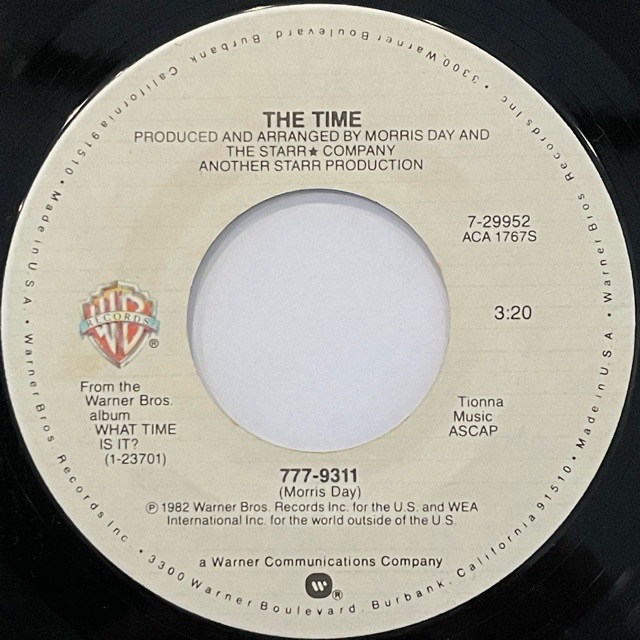 THE TIME
PRODUCED AND ARRANGED BY MORRIS DAY AND
THE STARR★COMPANY
ANOTHER STARR PRODUCTION
7-29952
ACA 1767S
3:20
WB
RECORDS
®
From the
Warner Bros.
album
WHAT TIME
IS IT?
(1-23701)
Tionna
Music
ASCAP
777-9311
(Morris Day)
℗ 1982 Warner Bros. Records Inc. for the U.S. and WEA
International Inc. for the world outside of the U.S.
a Warner Communications Company
W ®
• Warner Bros. Records Inc. • 3300 Warner Boulevard, Burbank, California 91510 • Made in U.S.A. • Warner Bros. Records Inc. • 3300 Warner Boulevard, Burbank, California 91510 • Made in U.S.A.